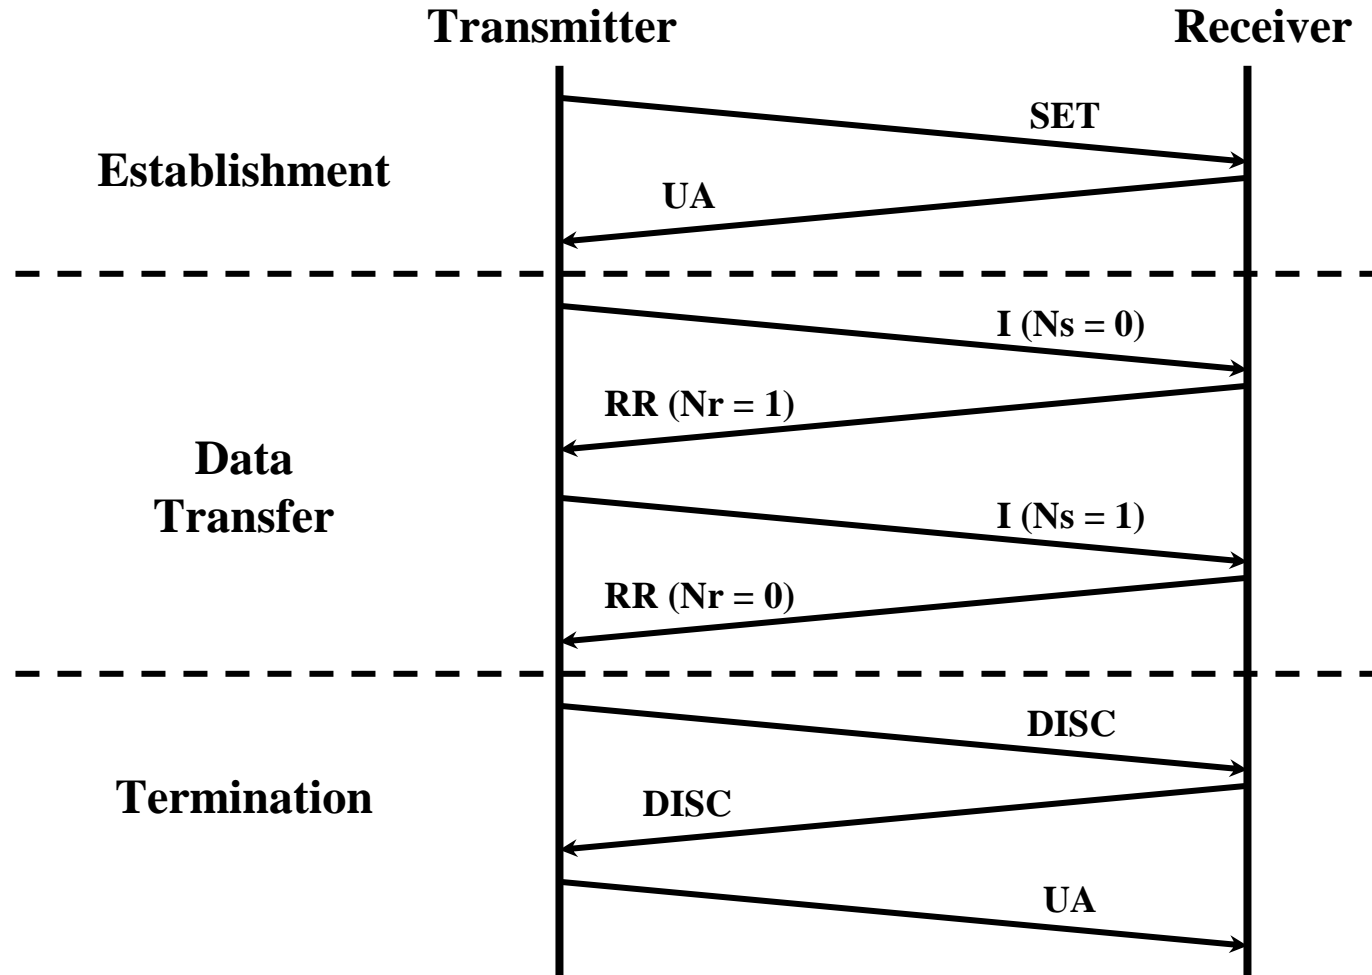 Transmitter
Receiver
SET
Establishment
UA
I (Ns = 0)
RR (Nr = 1)
Data
Transfer
I (Ns = 1)
RR (Nr = 0)
DISC
Termination
DISC
UA